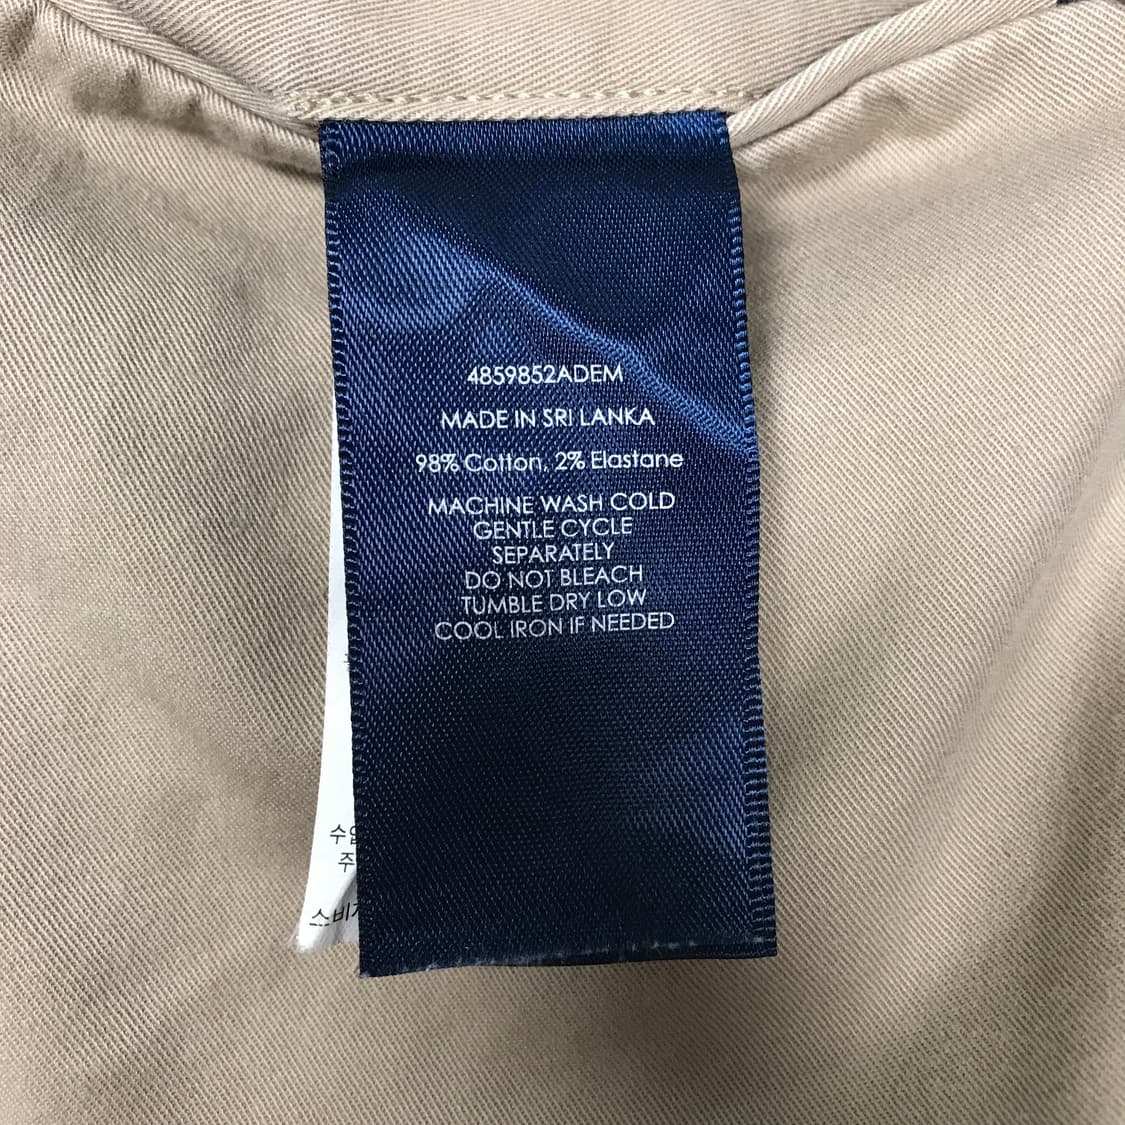 4859852ADEM
MADE IN SRI LANKA
98% Cotton, 2% Elastane
MACHINE WASH COLD
GENTLE CYCLE
SEPARATELY
DO NOT BLEACH
TUMBLE DRY LOW
COOL IRON IF NEEDED